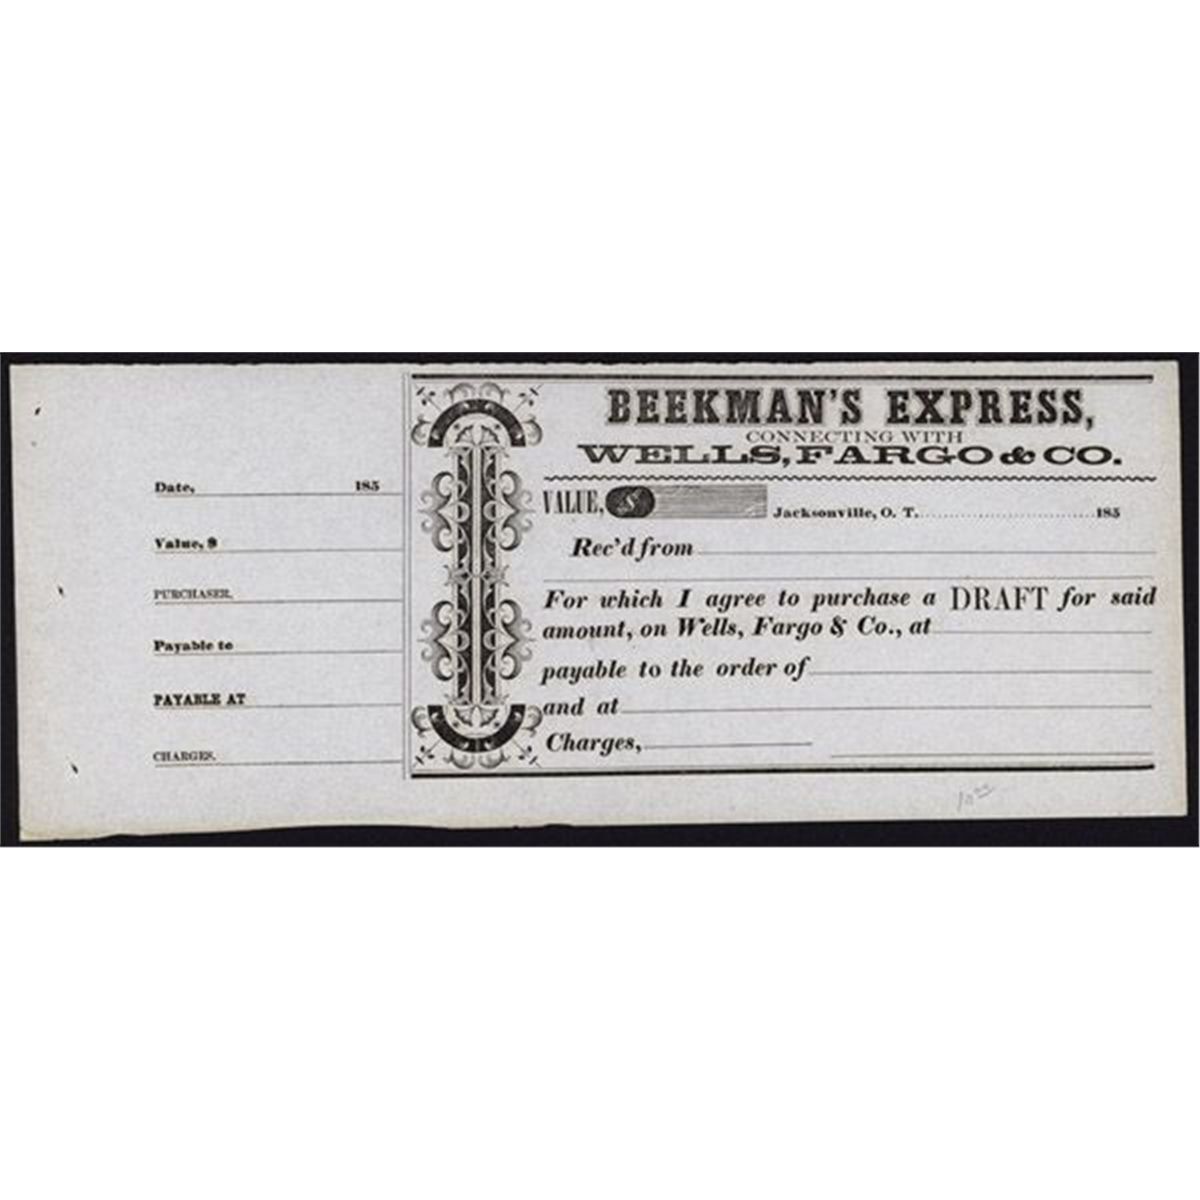 Date, 185
Value, $
PURCHASER,
Payable to
PAYABLE AT
CHARGES,
BEEKMAN'S EXPRESS,
CONNECTING WITH
WELLS, FARGO & CO.
VALUE, $ Jacksonville, O. T. 185
Rec'd from
For which I agree to purchase a DRAFT for said
amount, on Wells, Fargo & Co., at
payable to the order of
and at
Charges,